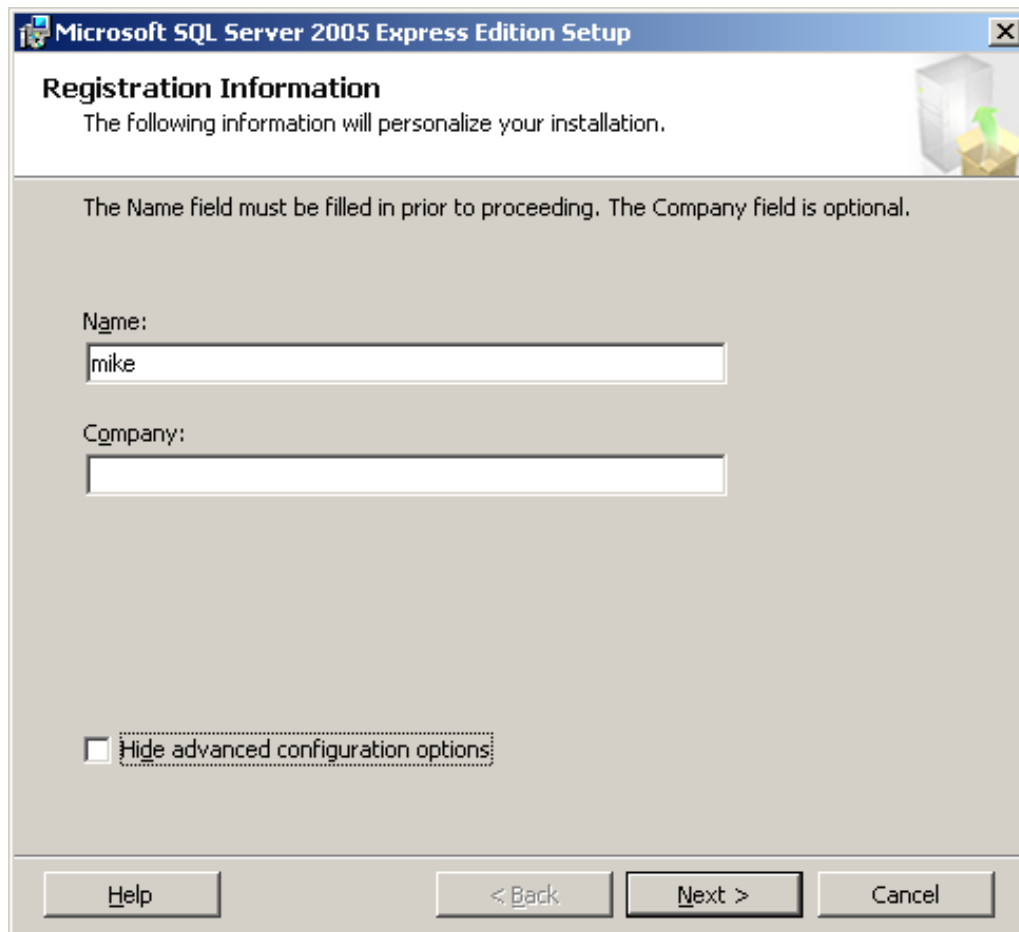 Microsoft SQL Server 2005 Express Edition Setup
Registration Information
The following information will personalize your installation.
The Name field must be filled in prior to proceeding. The Company field is optional.
Name:
mike
Company:
Hide advanced configuration options
Help
< Back
Next >
Cancel